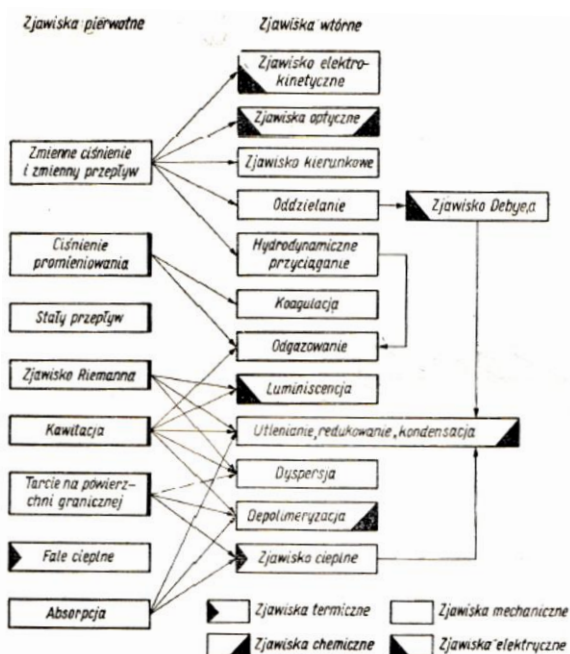 Zjawiska pierwotne
Zjawiska wtórne
Zjawisko elektro-
kinetyczne
Zjawiska optyczne
Zmienne ciśnienie
i zmienny przepływ
Zjawisko kierunkowe
Oddzielanie
Zjawisko Debye,a
Ciśnienie
promieniowania
Hydrodynamiczne
przyciąganie
Koagulacja
Stały przepływ
Odgazowanie
Zjawisko Riemanna
Luminiscencja
Kawitacja
Utlenianie, redukowanie, kondensacja
Dyspersja
Tarcie na powierz-
chni granicznej
Depolimeryzacja
Fale cieplne
Zjawisko cieplne
Absorpcja
Zjawiska termiczne
Zjawiska mechaniczne
Zjawiska chemiczne
Zjawiska elektryczne